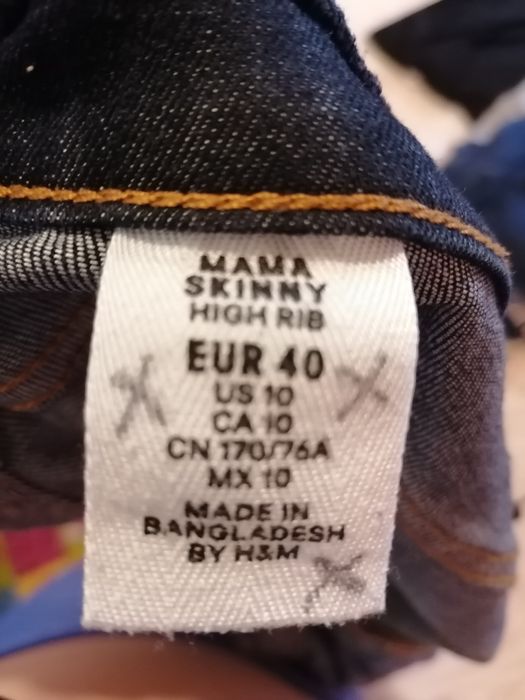 MAMA
SKINNY
HIGH RIB
EUR 40
US 10
CA 10
CN 170/76A
MX 10
MADE IN
BANGLADESH
BY H&M